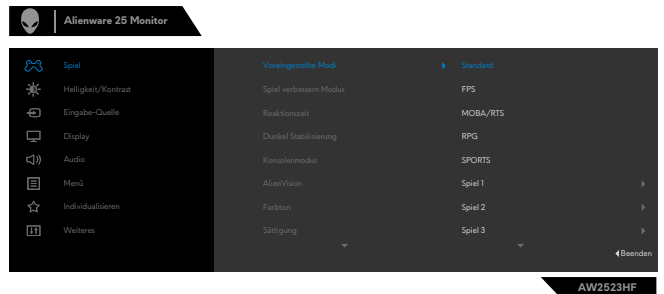 Alienware 25 Monitor
Spiel Voreingestellte Modi Standard
Helligkeit/Kontrast Spiel verbessern Modus FPS
Eingabe-Quelle Reaktionszeit MOBA/RTS
Display Dunkel Stabilisierung RPG
Audio Konsolenmodus SPORTS
Menü AlienVision Spiel 1
Individualisieren Farbton Spiel 2
Weiteres Sättigung Spiel 3
Beenden
AW2523HF